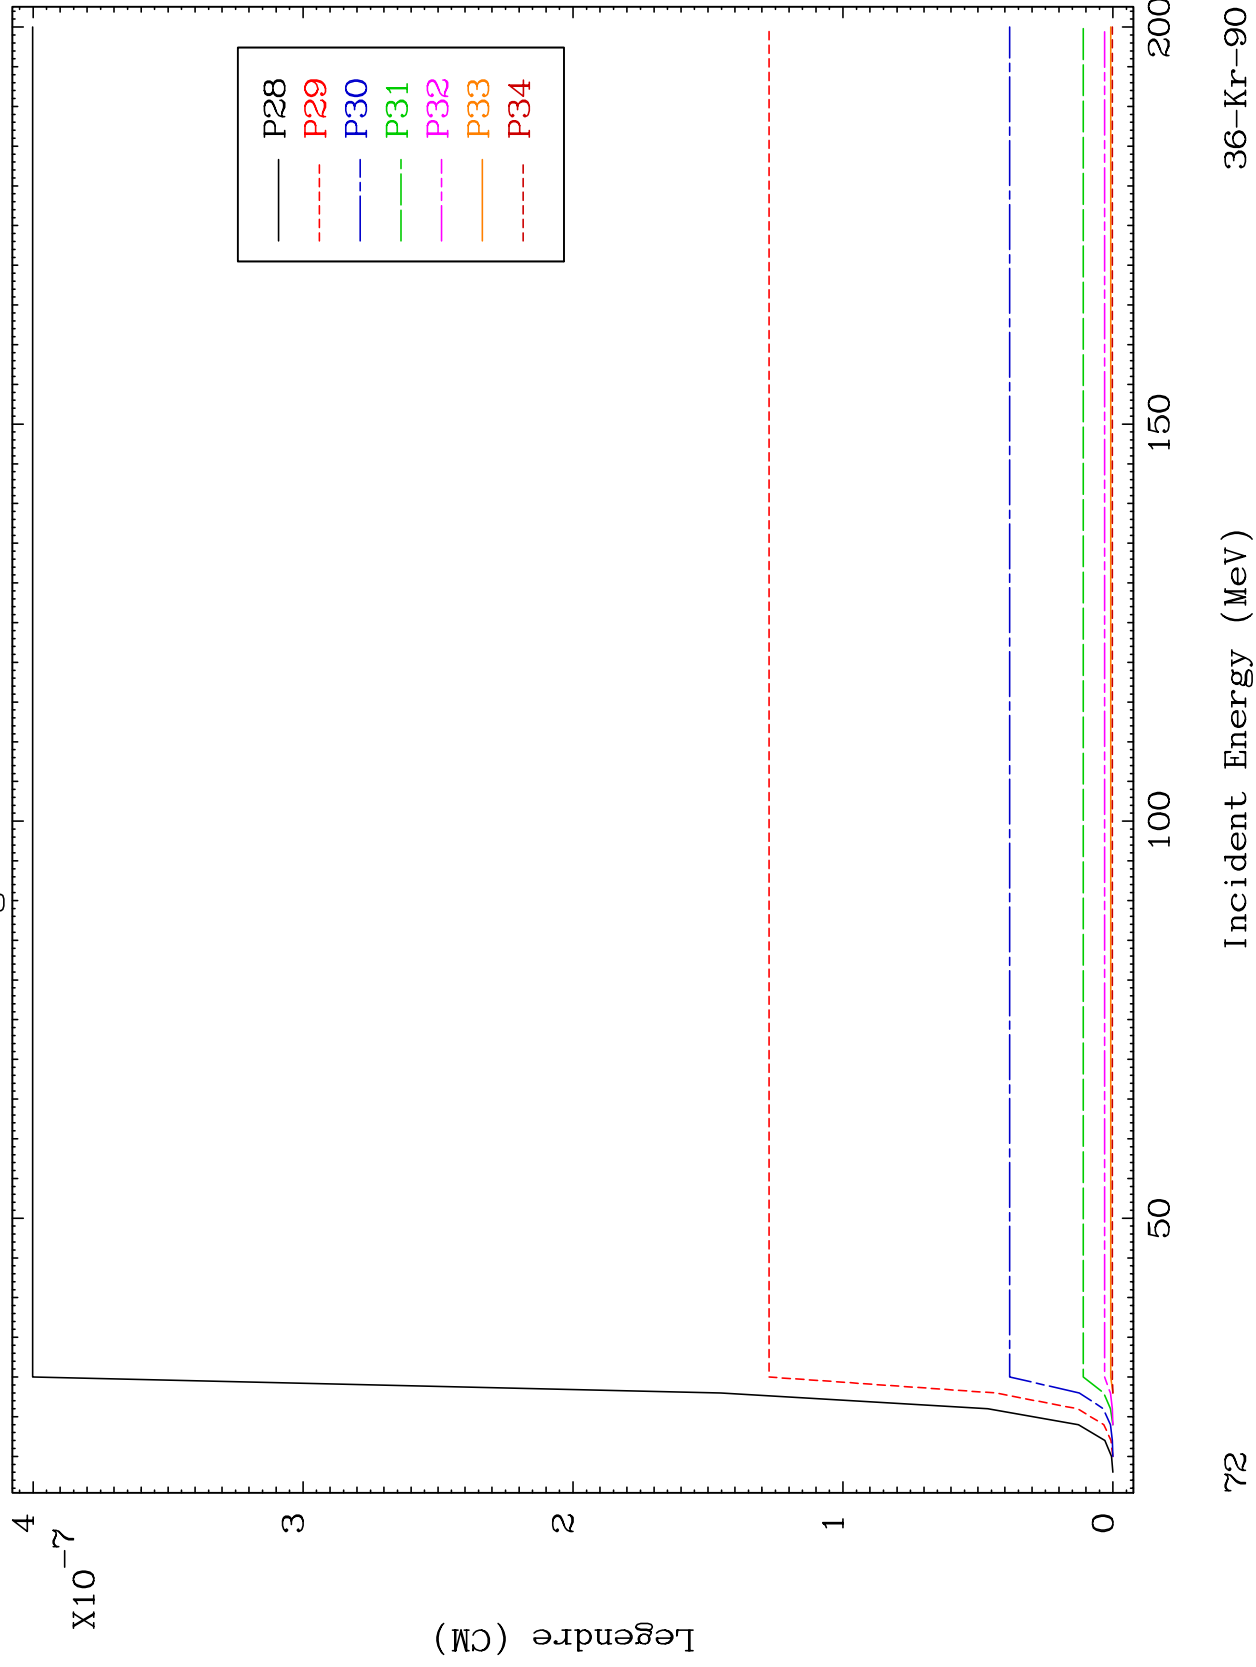 4
3
2
1
0
X10-7
Legendre (CM)
P28
P29
P30
P31
P32
P33
P34
50
100
150
200
Incident Energy (MeV)
72
36-Kr-90